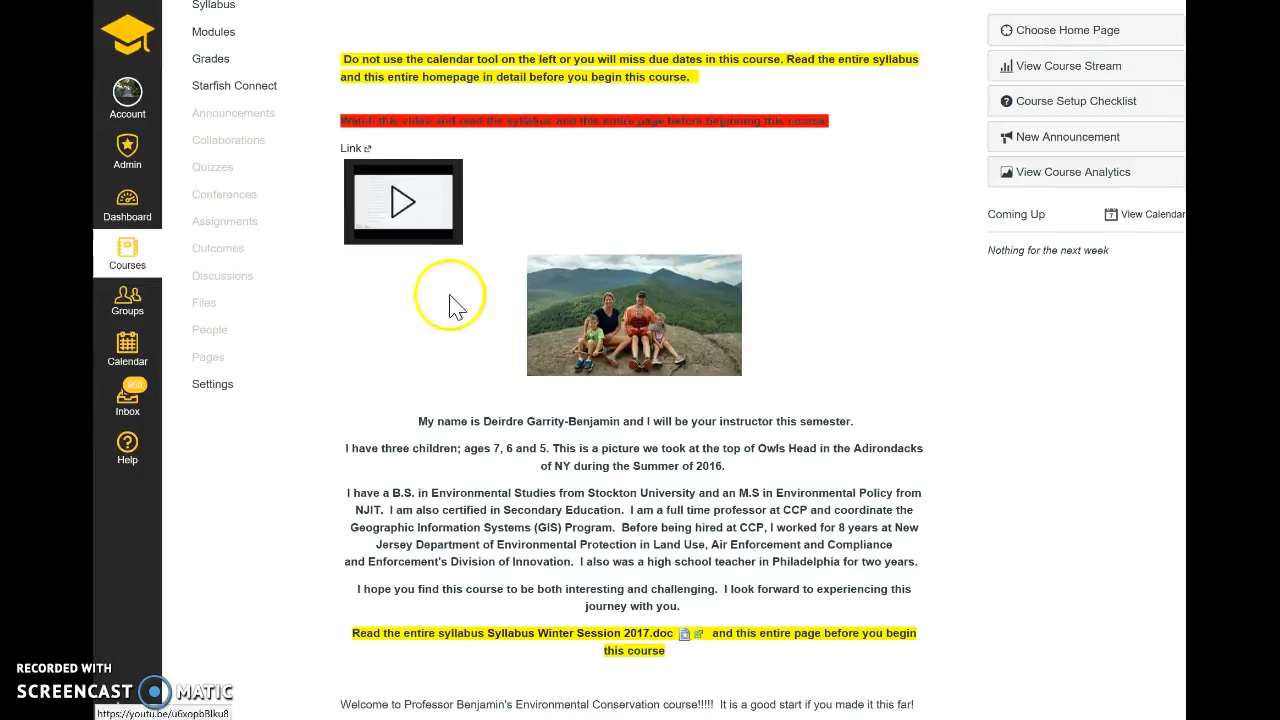 Syllabus
Modules
Grades
Starfish Connect
Announcements
Collaborations
Quizzes
Conferences
Assignments
Outcomes
Discussions
Files
People
Pages
Settings
Account
Admin
Dashboard
Courses
Groups
Calendar
950
Inbox
Help
Do not use the calendar tool on the left or you will miss due dates in this course. Read the entire syllabus
and this entire homepage in detail before you begin this course.
Watch this video and read the syllabus and this entire page before beginning this course.
Link
My name is Deirdre Garrity-Benjamin and I will be your instructor this semester.
I have three children; ages 7, 6 and 5. This is a picture we took at the top of Owls Head in the Adirondacks
of NY during the Summer of 2016.
I have a B.S. in Environmental Studies from Stockton University and an M.S in Environmental Policy from
NJIT. I am also certified in Secondary Education. I am a full time professor at CCP and coordinate the
Geographic Information Systems (GIS) Program. Before being hired at CCP, I worked for 8 years at New
Jersey Department of Environmental Protection in Land Use, Air Enforcement and Compliance
and Enforcement's Division of Innovation. I also was a high school teacher in Philadelphia for two years.
I hope you find this course to be both interesting and challenging. I look forward to experiencing this
journey with you.
Read the entire syllabus Syllabus Winter Session 2017.doc and this entire page before you begin
this course
Welcome to Professor Benjamin's Environmental Conservation course!!!!! It is a good start if you made it this far!
Choose Home Page
View Course Stream
Course Setup Checklist
New Announcement
View Course Analytics
Coming Up
7 View Calendar
Nothing for the next week
RECORDED WITH
SCREENCAST MATIC
https://youtu.be/u6xopbBlku8